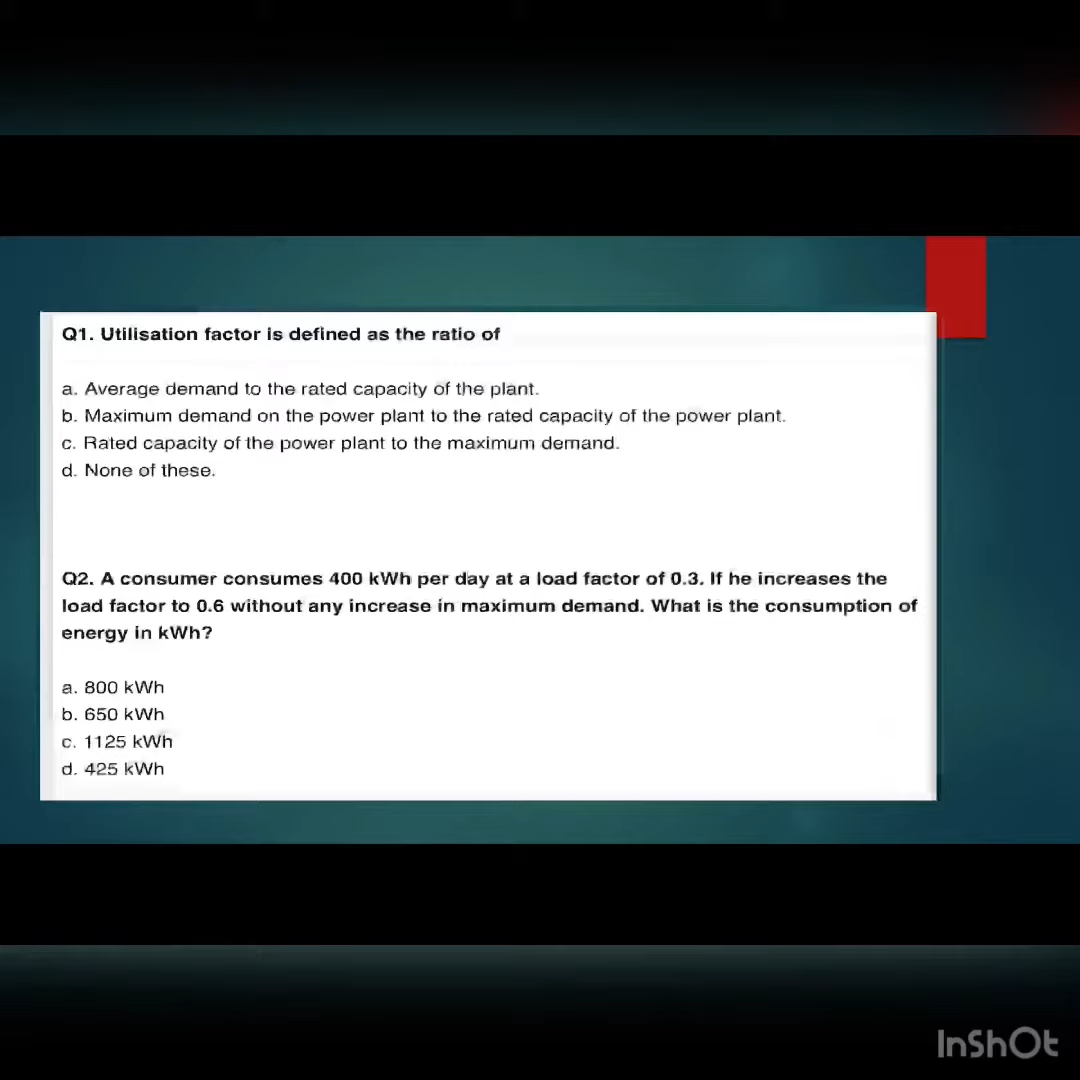 Q1. Utilisation factor is defined as the ratio of
a. Average demand to the rated capacity of the plant.
b. Maximum demand on the power plant to the rated capacity of the power plant.
c. Rated capacity of the power plant to the maximum demand.
d. None of these.
Q2. A consumer consumes 400 kWh per day at a load factor of 0.3. If he increases the
load factor to 0.6 without any increase in maximum demand. What is the consumption of
energy in kWh?
a. 800 kWh
b. 650 kWh
c. 1125 kWh
d. 425 kWh
InShOt